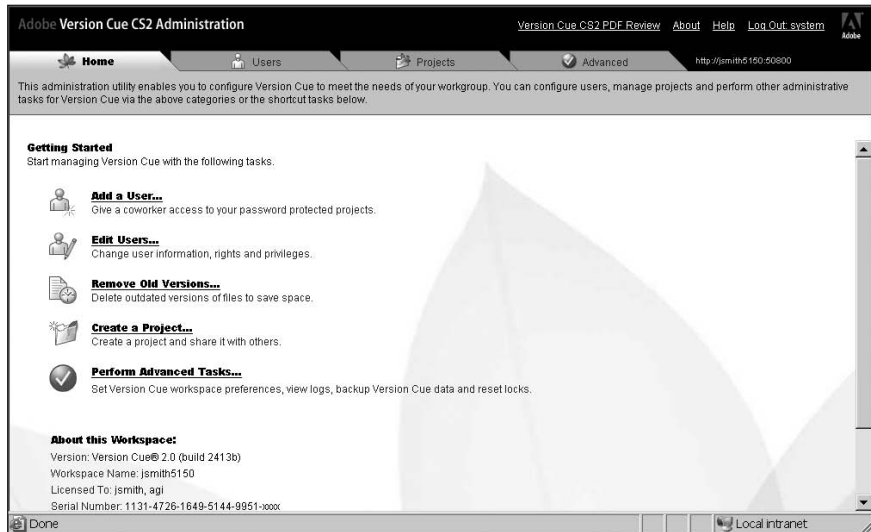 Adobe Version Cue CS2 Administration
Version Cue CS2 PDF Review About Help Log Out: system
Adobe
Home Users Projects Advanced http://jsmith5150:50800
This administration utility enables you to configure Version Cue to meet the needs of your workgroup. You can configure users, manage projects and perform other administrative
tasks for Version Cue via the above categories or the shortcut tasks below.
Getting Started
Start managing Version Cue with the following tasks.
Add a User...
Give a coworker access to your password protected projects.
Edit Users...
Change user information, rights and privileges.
Remove Old Versions...
Delete outdated versions of files to save space.
Create a Project...
Create a project and share it with others.
Perform Advanced Tasks...
Set Version Cue workspace preferences, view logs, backup Version Cue data and reset locks.
About this Workspace:
Version: Version Cue® 2.0 (build 2413b)
Workspace Name: jsmith5150
Licensed To: jsmith, agi
Serial Number: 1131-4726-1649-5144-9951-xxxx
Done
Local intranet